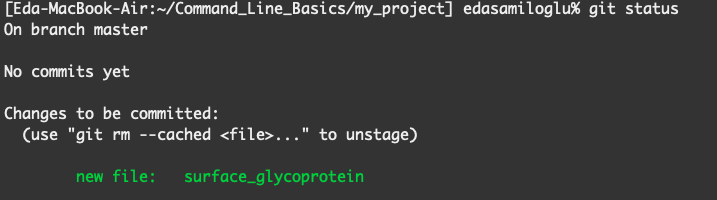 [Eda-MacBook-Air:~/Command_Line_Basics/my_project] edasamiloglu% git status
On branch master
No commits yet
Changes to be committed:
(use "git rm --cached <file>..." to unstage)
new file: surface_glycoprotein